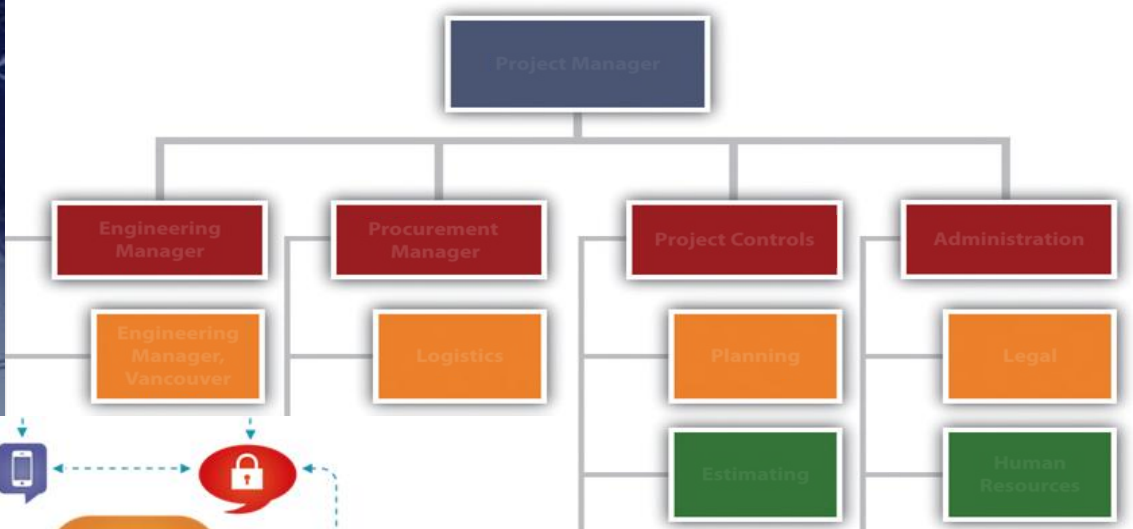 Project Manager
Engineering
Manager
Procurement
Manager
Project Controls
Administration
Engineering
Manager,
Vancouver
Logistics
Planning
Legal
Estimating
Human
Resources